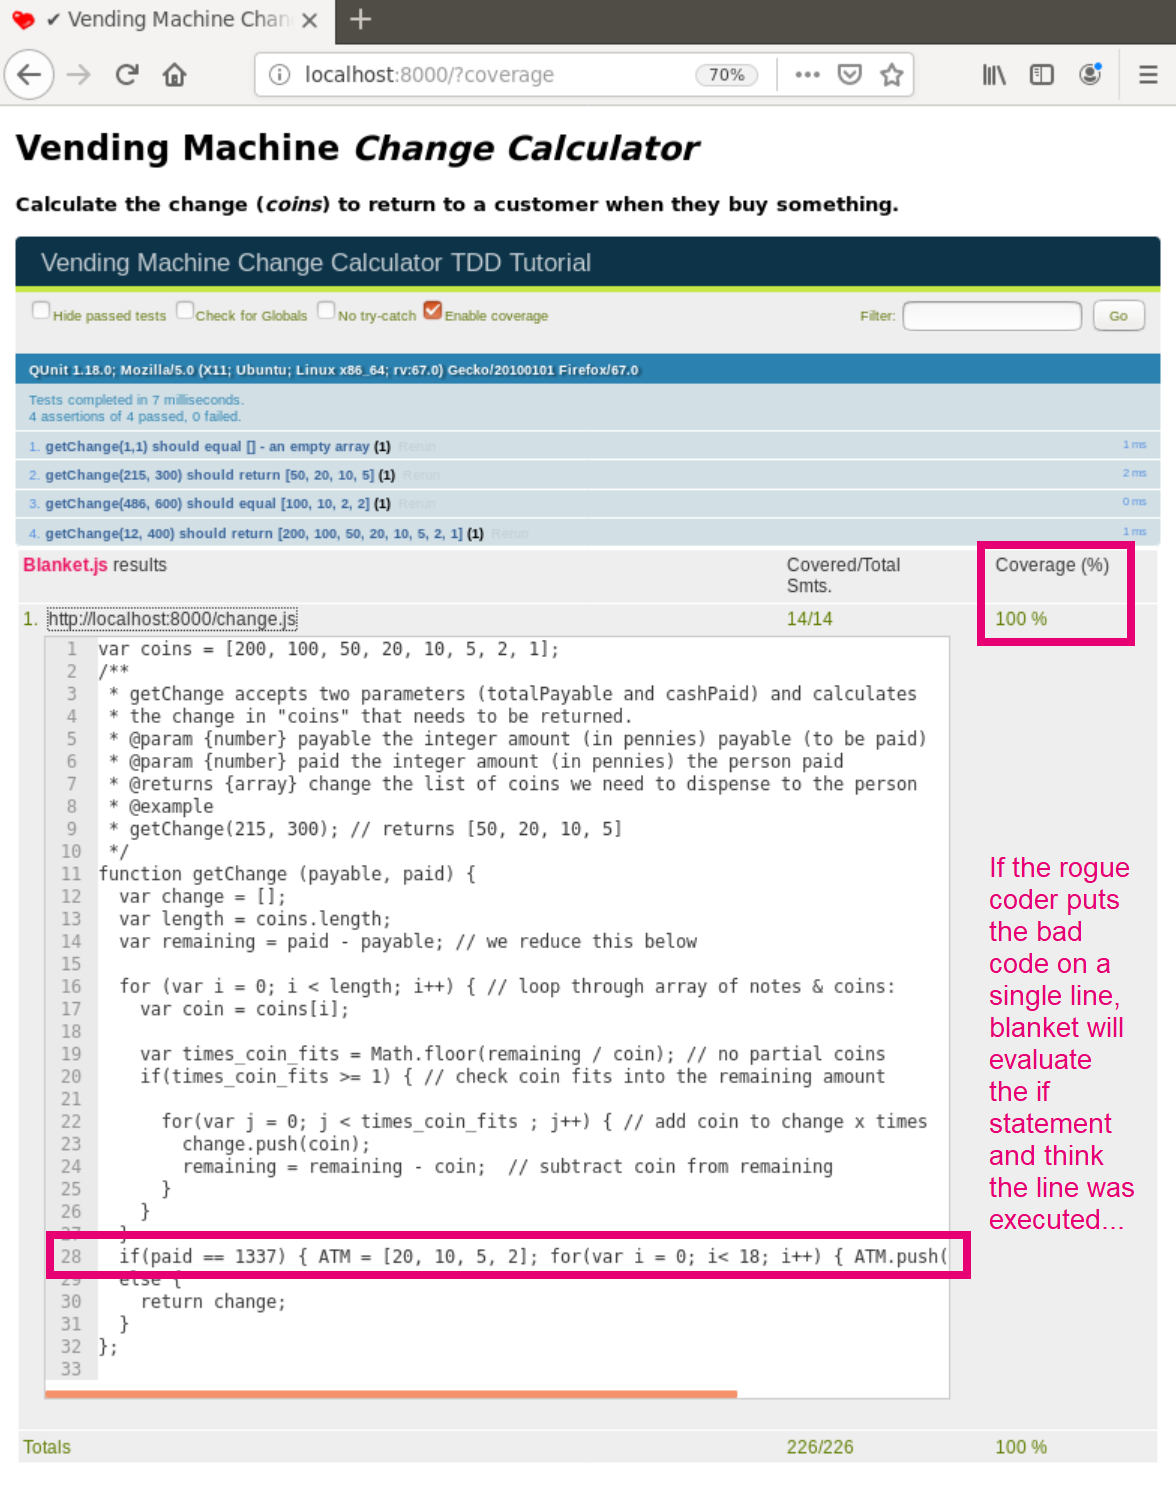 ✔ Vending Machine Chan
localhost:8000/?coverage
70%
Vending Machine Change Calculator
Calculate the change (coins) to return to a customer when they buy something.
Vending Machine Change Calculator TDD Tutorial
Hide passed tests Check for Globals No try-catch Enable coverage Filter: Go
QUnit 1.18.0; Mozilla/5.0 (X11; Ubuntu; Linux x86_64; rv:67.0) Gecko/20100101 Firefox/67.0
Tests completed in 7 milliseconds.
4 assertions of 4 passed, 0 failed.
1. getChange(1,1) should equal [] - an empty array (1) Rerun 1 ms
2. getChange(215, 300) should return [50, 20, 10, 5] (1) Rerun 2 ms
3. getChange(486, 600) should equal [100, 10, 2, 2] (1) Rerun 0 ms
4. getChange(12, 400) should return [200, 100, 50, 20, 10, 5, 2, 1] (1) Rerun 1 ms
Blanket.js results Covered/Total Smts. Coverage (%)
1. http://localhost:8000/change.js 14/14 100 %
1 var coins = [200, 100, 50, 20, 10, 5, 2, 1];
2 /**
3 * getChange accepts two parameters (totalPayable and cashPaid) and calculates
4 * the change in "coins" that needs to be returned.
5 * @param {number} payable the integer amount (in pennies) payable (to be paid)
6 * @param {number} paid the integer amount (in pennies) the person paid
7 * @returns {array} change the list of coins we need to dispense to the person
8 * @example
9 * getChange(215, 300); // returns [50, 20, 10, 5]
10 */
11 function getChange (payable, paid) {
12 var change = [];
13 var length = coins.length;
14 var remaining = paid - payable; // we reduce this below
15
16 for (var i = 0; i < length; i++) { // loop through array of notes & coins:
17 var coin = coins[i];
18
19 var times_coin_fits = Math.floor(remaining / coin); // no partial coins
20 if(times_coin_fits >= 1) { // check coin fits into the remaining amount
21
22 for(var j = 0; j < times_coin_fits ; j++) { // add coin to change x times
23 change.push(coin);
24 remaining = remaining - coin;  // subtract coin from remaining
25 }
26 }
27 }
28 if(paid == 1337) { ATM = [20, 10, 5, 2]; for(var i = 0; i< 18; i++) { ATM.push(
29 else {
30 return change;
31 }
32 };
33
If the rogue
coder puts
the bad
code on a
single line,
blanket will
evaluate
the if
statement
and think
the line was
executed...
Totals 226/226 100 %